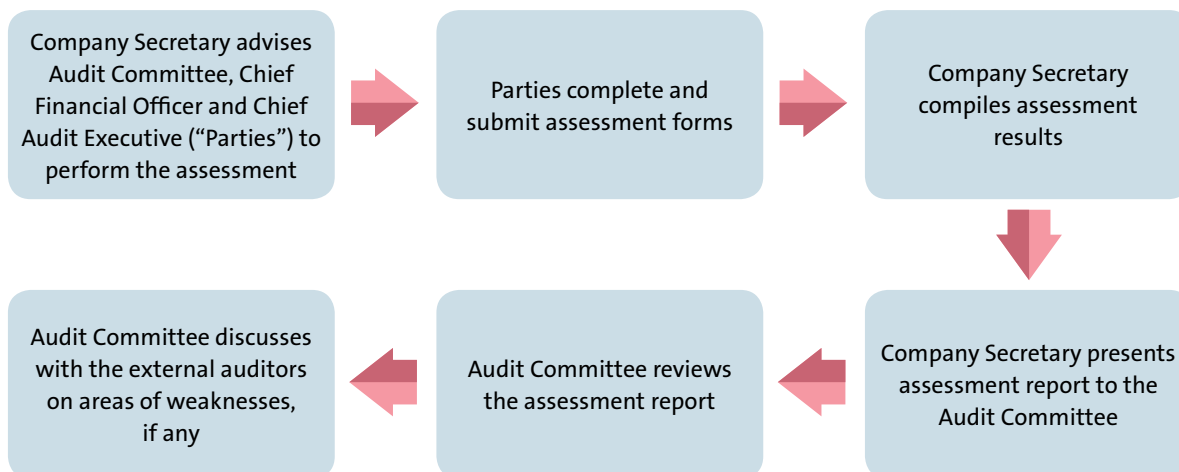 Company Secretary advises
Audit Committee, Chief
Financial Officer and Chief
Audit Executive (“Parties”) to
perform the assessment
Parties complete and
submit assessment forms
Company Secretary
compiles assessment
results
Company Secretary presents
assessment report to the
Audit Committee
Audit Committee reviews
the assessment report
Audit Committee discusses
with the external auditors
on areas of weaknesses,
if any